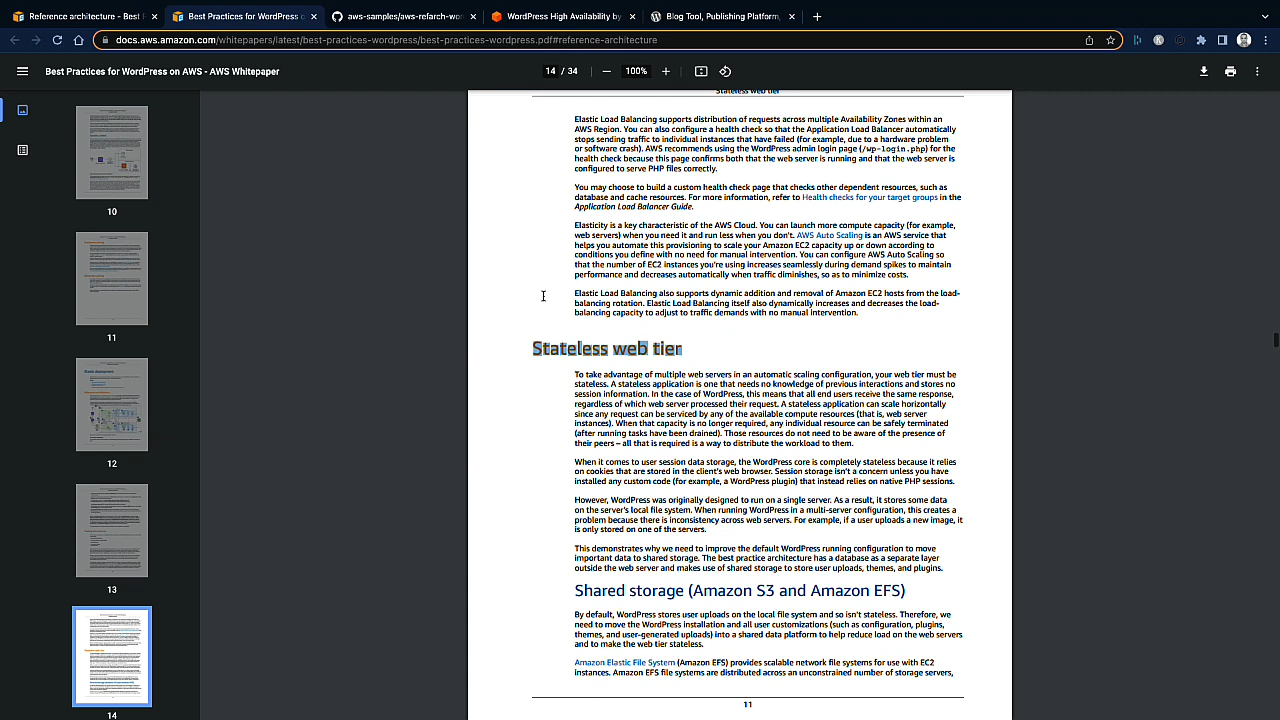 Reference architecture - Best P
Best Practices for WordPress o
aws-samples/aws-refarch-wor
WordPress High Availability by
Blog Tool, Publishing Platform,
docs.aws.amazon.com/whitepapers/latest/best-practices-wordpress/best-practices-wordpress.pdf#reference-architecture
Best Practices for WordPress on AWS - AWS Whitepaper
14 / 34
100%
10
11
12
13
14
Stateless web tier
Elastic Load Balancing supports distribution of requests across multiple Availability Zones within an
AWS Region. You can also configure a health check so that the Application Load Balancer automatically
stops sending traffic to individual instances that have failed (for example, due to a hardware problem
or software crash). AWS recommends using the WordPress admin login page (/wp-login.php) for the
health check because this page confirms both that the web server is running and that the web server is
configured to serve PHP files correctly.
You may choose to build a custom health check page that checks other dependent resources, such as
database and cache resources. For more information, refer to Health checks for your target groups in the
Application Load Balancer Guide.
Elasticity is a key characteristic of the AWS Cloud. You can launch more compute capacity (for example,
web servers) when you need it and run less when you don't. AWS Auto Scaling is an AWS service that
helps you automate this provisioning to scale your Amazon EC2 capacity up or down according to
conditions you define with no need for manual intervention. You can configure AWS Auto Scaling so
that the number of EC2 instances you're using increases seamlessly during demand spikes to maintain
performance and decreases automatically when traffic diminishes, so as to minimize costs.
Elastic Load Balancing also supports dynamic addition and removal of Amazon EC2 hosts from the load-
balancing rotation. Elastic Load Balancing itself also dynamically increases and decreases the load-
balancing capacity to adjust to traffic demands with no manual intervention.
Stateless web tier
To take advantage of multiple web servers in an automatic scaling configuration, your web tier must be
stateless. A stateless application is one that needs no knowledge of previous interactions and stores no
session information. In the case of WordPress, this means that all end users receive the same response,
regardless of which web server processed their request. A stateless application can scale horizontally
since any request can be serviced by any of the available compute resources (that is, web server
instances). When that capacity is no longer required, any individual resource can be safely terminated
(after running tasks have been drained). Those resources do not need to be aware of the presence of
their peers – all that is required is a way to distribute the workload to them.
When it comes to user session data storage, the WordPress core is completely stateless because it relies
on cookies that are stored in the client's web browser. Session storage isn't a concern unless you have
installed any custom code (for example, a WordPress plugin) that instead relies on native PHP sessions.
However, WordPress was originally designed to run on a single server. As a result, it stores some data
on the server's local file system. When running WordPress in a multi-server configuration, this creates a
problem because there is inconsistency across web servers. For example, if a user uploads a new image, it
is only stored on one of the servers.
This demonstrates why we need to improve the default WordPress running configuration to move
important data to shared storage. The best practice architecture has a database as a separate layer
outside the web server and makes use of shared storage to store user uploads, themes, and plugins.
Shared storage (Amazon S3 and Amazon EFS)
By default, WordPress stores user uploads on the local file system and so isn't stateless. Therefore, we
need to move the WordPress installation and all user customizations (such as configuration, plugins,
themes, and user-generated uploads) into a shared data platform to help reduce load on the web servers
and to make the web tier stateless.
Amazon Elastic File System (Amazon EFS) provides scalable network file systems for use with EC2
instances. Amazon EFS file systems are distributed across an unconstrained number of storage servers,
11